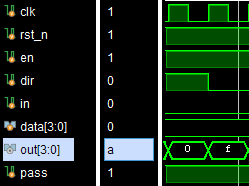 clk 1
rst_n 1
en 1
dir 0
in 0
data[3:0] 0
out[3:0] a 0 f
pass 1